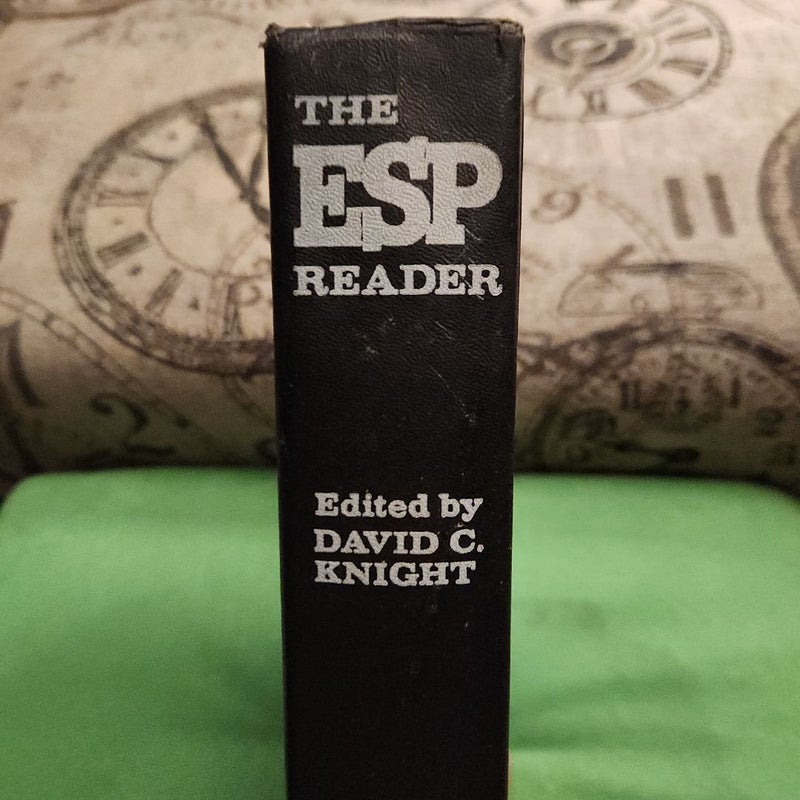 THE
ESP
READER
Edited by
DAVID C.
KNIGHT